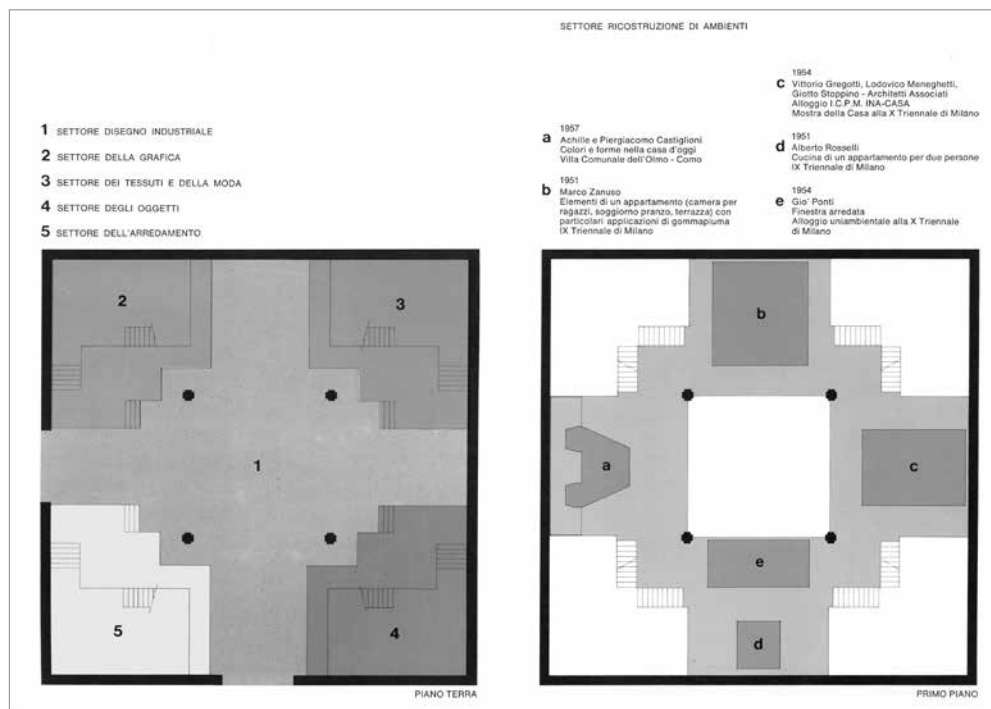 SETTORE RICOSTRUZIONE DI AMBIENTI
1 SETTORE DISEGNO INDUSTRIALE
2 SETTORE DELLA GRAFICA
3 SETTORE DEI TESSUTI E DELLA MODA
4 SETTORE DEGLI OGGETTI
5 SETTORE DELL'ARREDAMENTO
1957
a Achille e Piergiacomo Castiglioni
Colori e forme nella casa d'oggi
Villa Comunale dell'Olmo - Como
1951
b Marco Zanuso
Elementi di un appartamento (camera per
ragazzi, soggiorno pranzo, terrazza) con
particolari applicazioni di gommapiuma
IX Triennale di Milano
1954
c Vittorio Gregotti, Lodovico Meneghetti,
Giotto Stoppino - Architetti Associati
Alloggio I.C.P.M. INA-CASA
Mostra della Casa alla X Triennale di Milano
1951
d Alberto Rosselli
Cucina di un appartamento per due persone
IX Triennale di Milano
1954
e Gio' Ponti
Finestra arredata
Alloggio uniambientale alla X Triennale
di Milano
2
3
1
5
4
PIANO TERRA
b
a
c
e
d
PRIMO PIANO